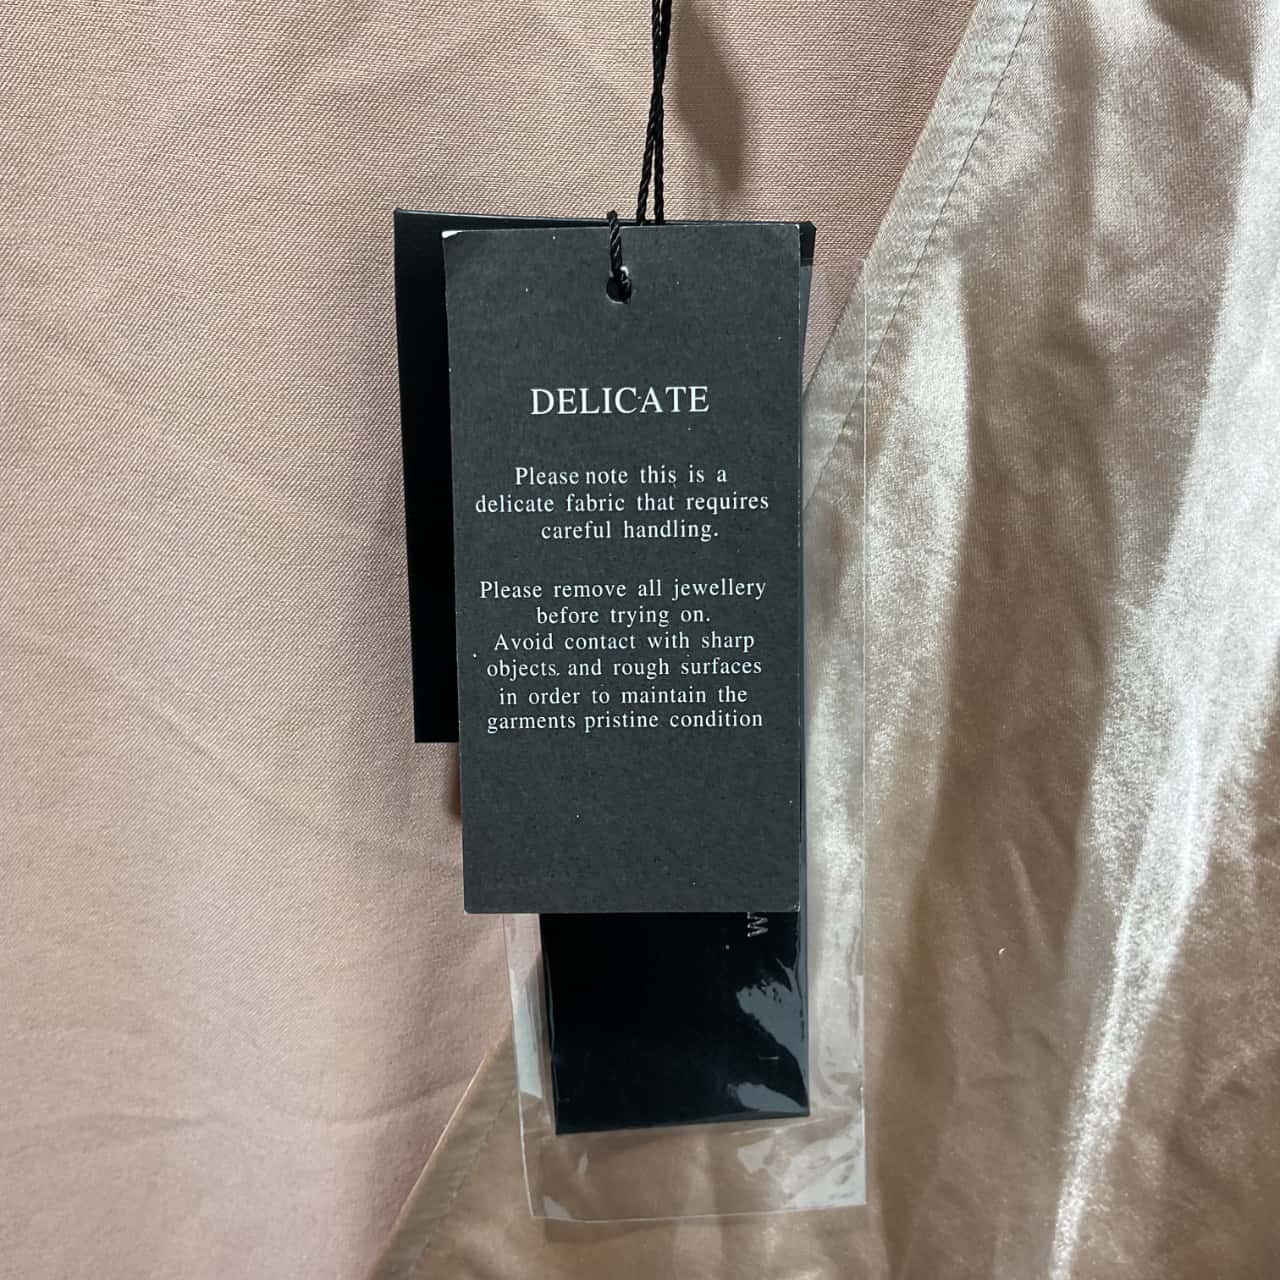 DELICATE
Please note this is a
delicate fabric that requires
careful handling.
Please remove all jewellery
before trying on.
Avoid contact with sharp
objects and rough surfaces
in order to maintain the
garments pristine condition